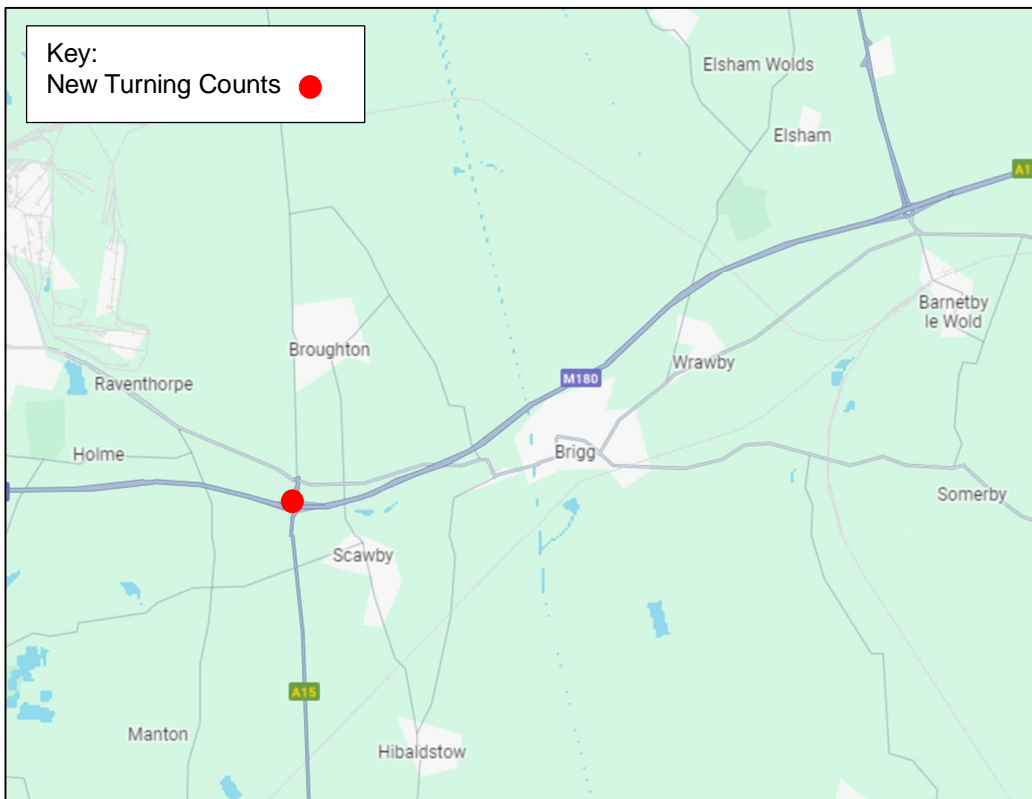 Key:
New Turning Counts
Elsham Wolds
Elsham
A1
Barnetby
le Wold
Broughton
Wrawby
M180
Raventhorpe
Holme
Brigg
Somerby
Scawby
A15
Manton
Hibaldstow